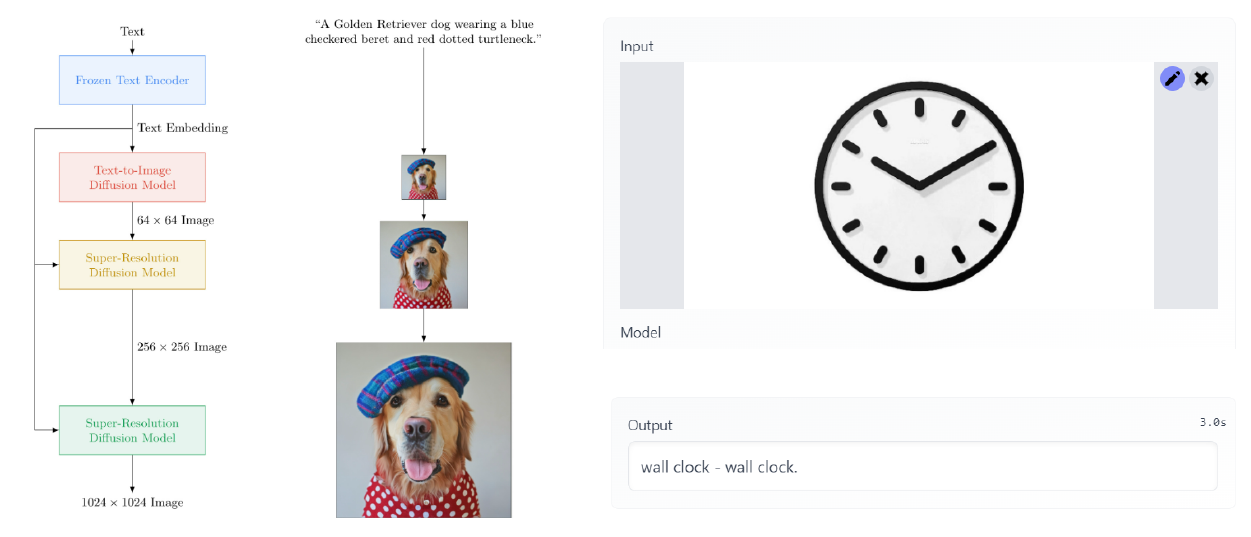 Text
Frozen Text Encoder
Text Embedding
Text-to-Image
Diffusion Model
64 × 64 Image
Super-Resolution
Diffusion Model
256 × 256 Image
Super-Resolution
Diffusion Model
1024 × 1024 Image
“A Golden Retriever dog wearing a blue
checkered beret and red dotted turtleneck.”
Input
Model
Output
3.0s
wall clock - wall clock.